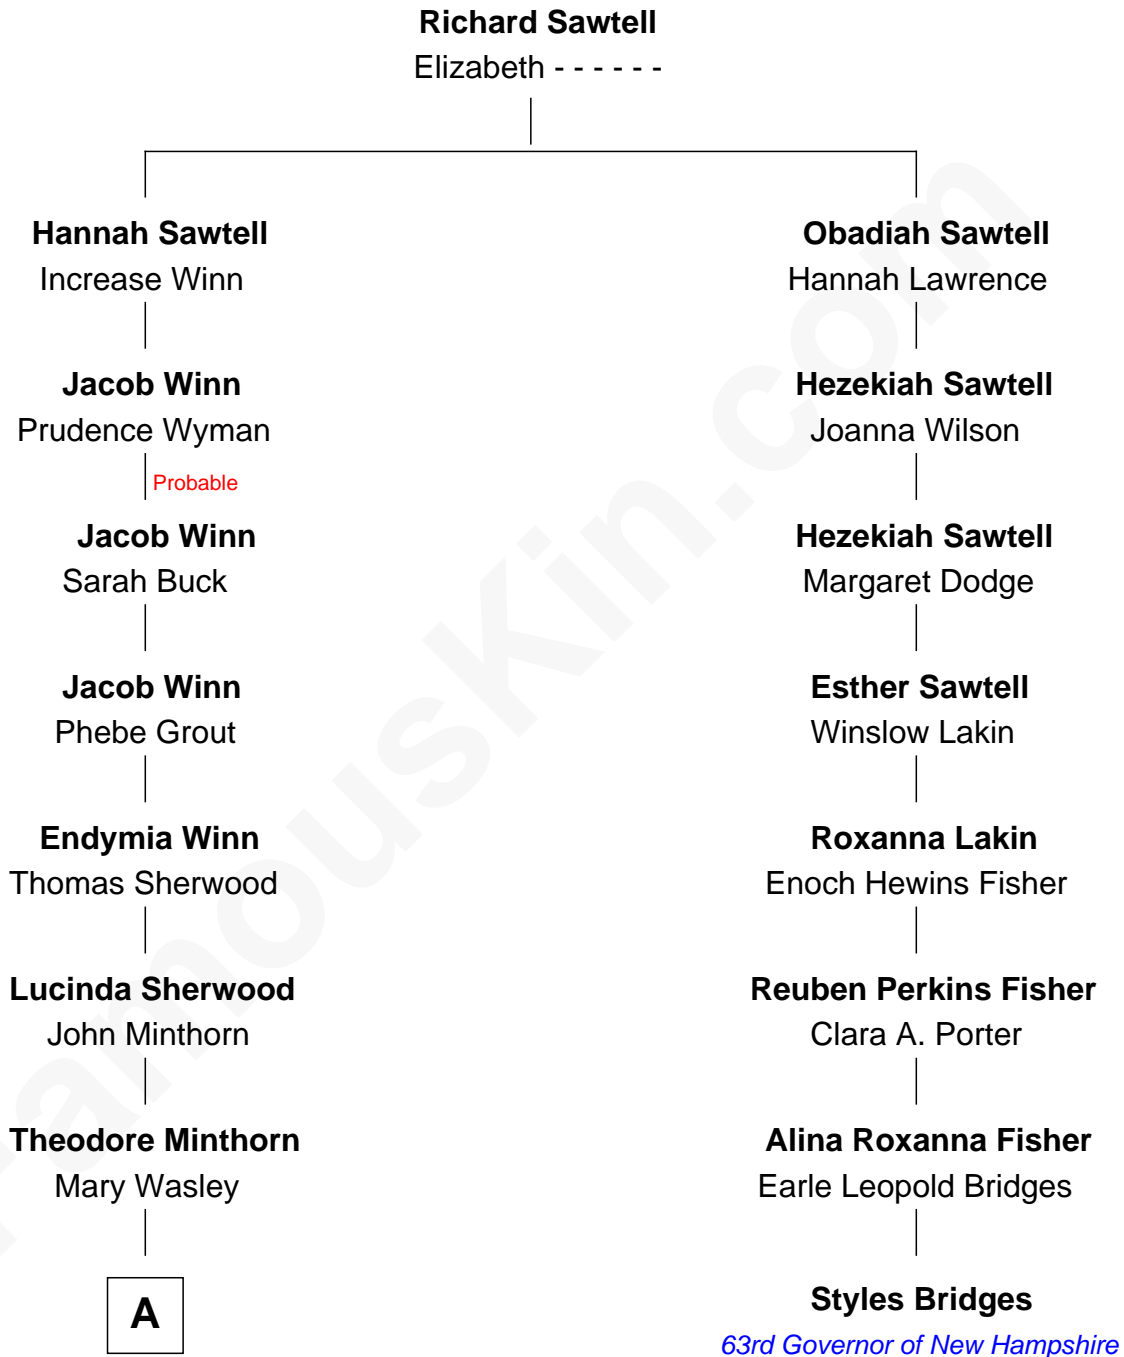 Richard Sawtell
Elizabeth - - - - - -
Hannah Sawtell
Increase Winn
Obadiah Sawtell
Hannah Lawrence
Jacob Winn
Prudence Wyman
Hezekiah Sawtell
Joanna Wilson
Probable
Jacob Winn
Sarah Buck
Hezekiah Sawtell
Margaret Dodge
Jacob Winn
Phebe Grout
Esther Sawtell
Winslow Lakin
Endymia Winn
Thomas Sherwood
Roxanna Lakin
Enoch Hewins Fisher
Lucinda Sherwood
John Minthorn
Reuben Perkins Fisher
Clara A. Porter
Theodore Minthorn
Mary Wasley
Alina Roxanna Fisher
Earle Leopold Bridges
A
Styles Bridges
63rd Governor of New Hampshire
FamousKin.com